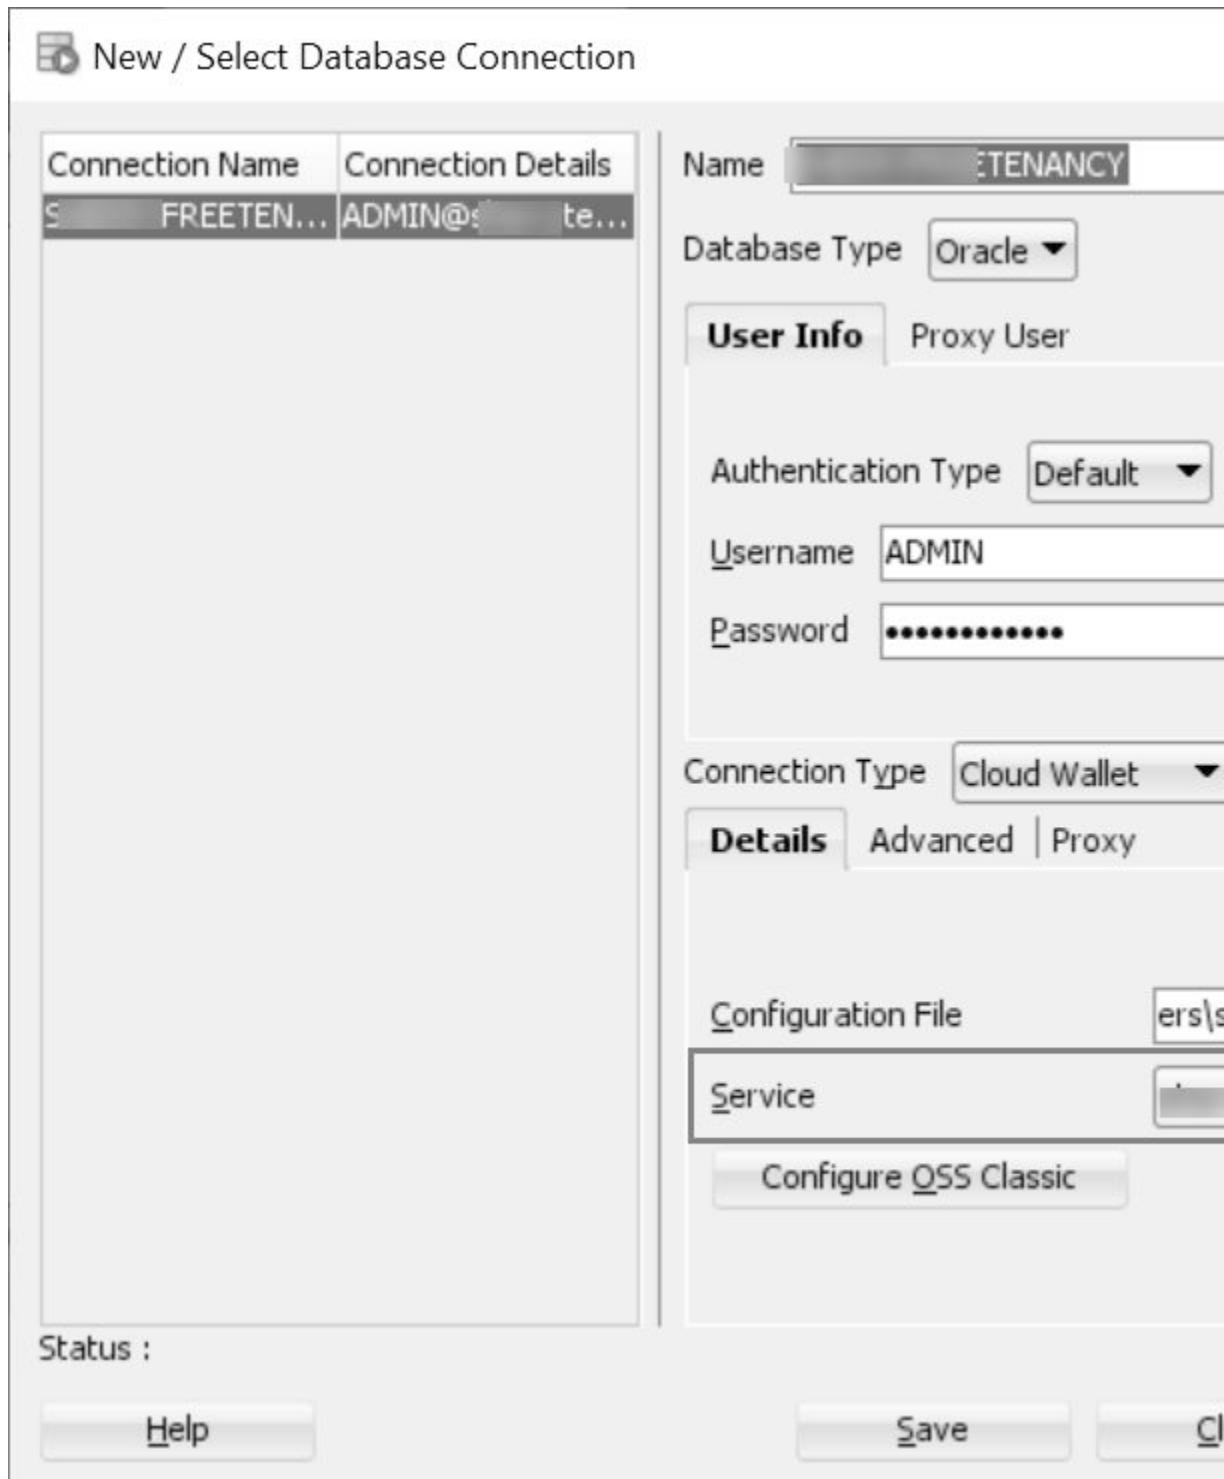 New / Select Database Connection
Connection Name Connection Details
S FREETEN... ADMIN@s te...
Name ETENANCY
Database Type Oracle
User Info Proxy User
Authentication Type Default
Username ADMIN
Password ••••••••••••
Connection Type Cloud Wallet
Details Advanced Proxy
Configuration File ers\s
Service
Configure OSS Classic
Status :
Help Save Cl